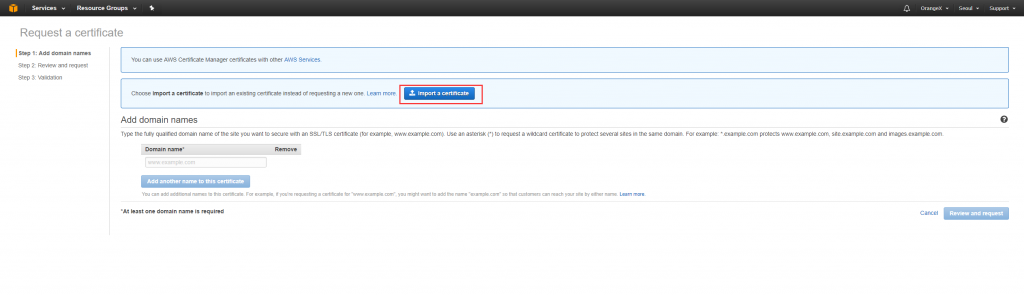 Services Resource Groups OrangeX Seoul Support
Request a certificate
Step 1: Add domain names
Step 2: Review and request
Step 3: Validation
You can use AWS Certificate Manager certificates with other AWS Services.
Choose Import a certificate to import an existing certificate instead of requesting a new one. Learn more. Import a certificate
Add domain names
Type the fully qualified domain name of the site you want to secure with an SSL/TLS certificate (for example, www.example.com). Use an asterisk (*) to request a wildcard certificate to protect several sites in the same domain. For example: *.example.com protects www.example.com, site.example.com and images.example.com.
Domain name* Remove
www.example.com
Add another name to this certificate
You can add additional names to this certificate. For example, if you're requesting a certificate for "www.example.com", you might want to add the name "example.com" so that customers can reach your site by either name. Learn more.
*At least one domain name is required
Cancel Review and request